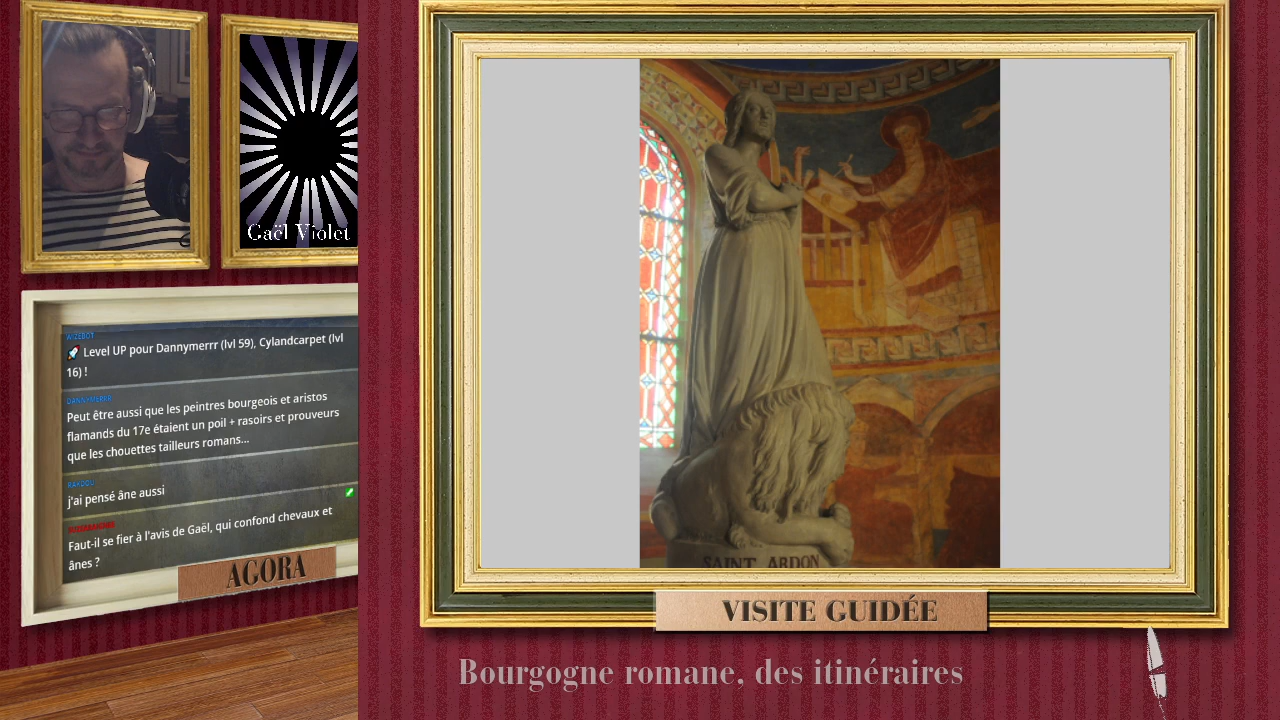 Gaël Violet
WIZEBOT
Level UP pour Dannymerrr (lvl 59), Cylandcarpet (lvl
16) !
DANNYMERRR
Peut être aussi que les peintres bourgeois et aristos
flamands du 17e étaient un poil + rasoirs et prouveurs
que les chouettes tailleurs romans...
j'ai pensé âne aussi
Faut-il se fier à l'avis de Gaël, qui confond chevaux et
ânes ?
AGORA
SAINT ARDON
VISITE GUIDÉE
Bourgogne romane, des itinéraires